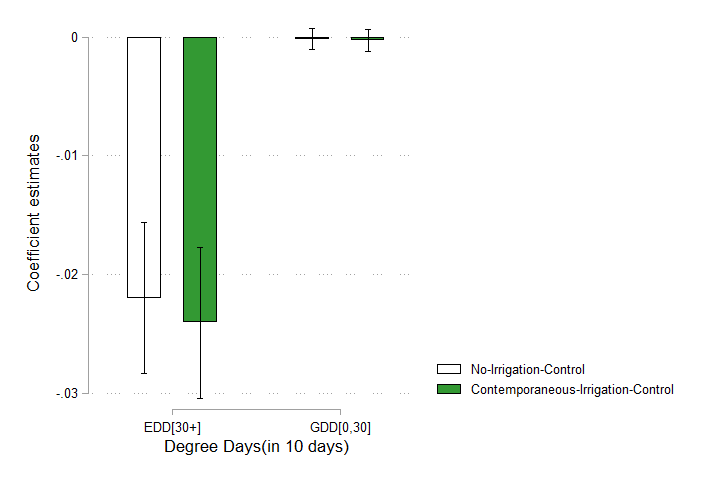 0
-.01
-.02
-.03
Coefficient estimates
EDD[30+]
GDD[0,30]
Degree Days(in 10 days)
No-Irrigation-Control
Contemporaneous-Irrigation-Control